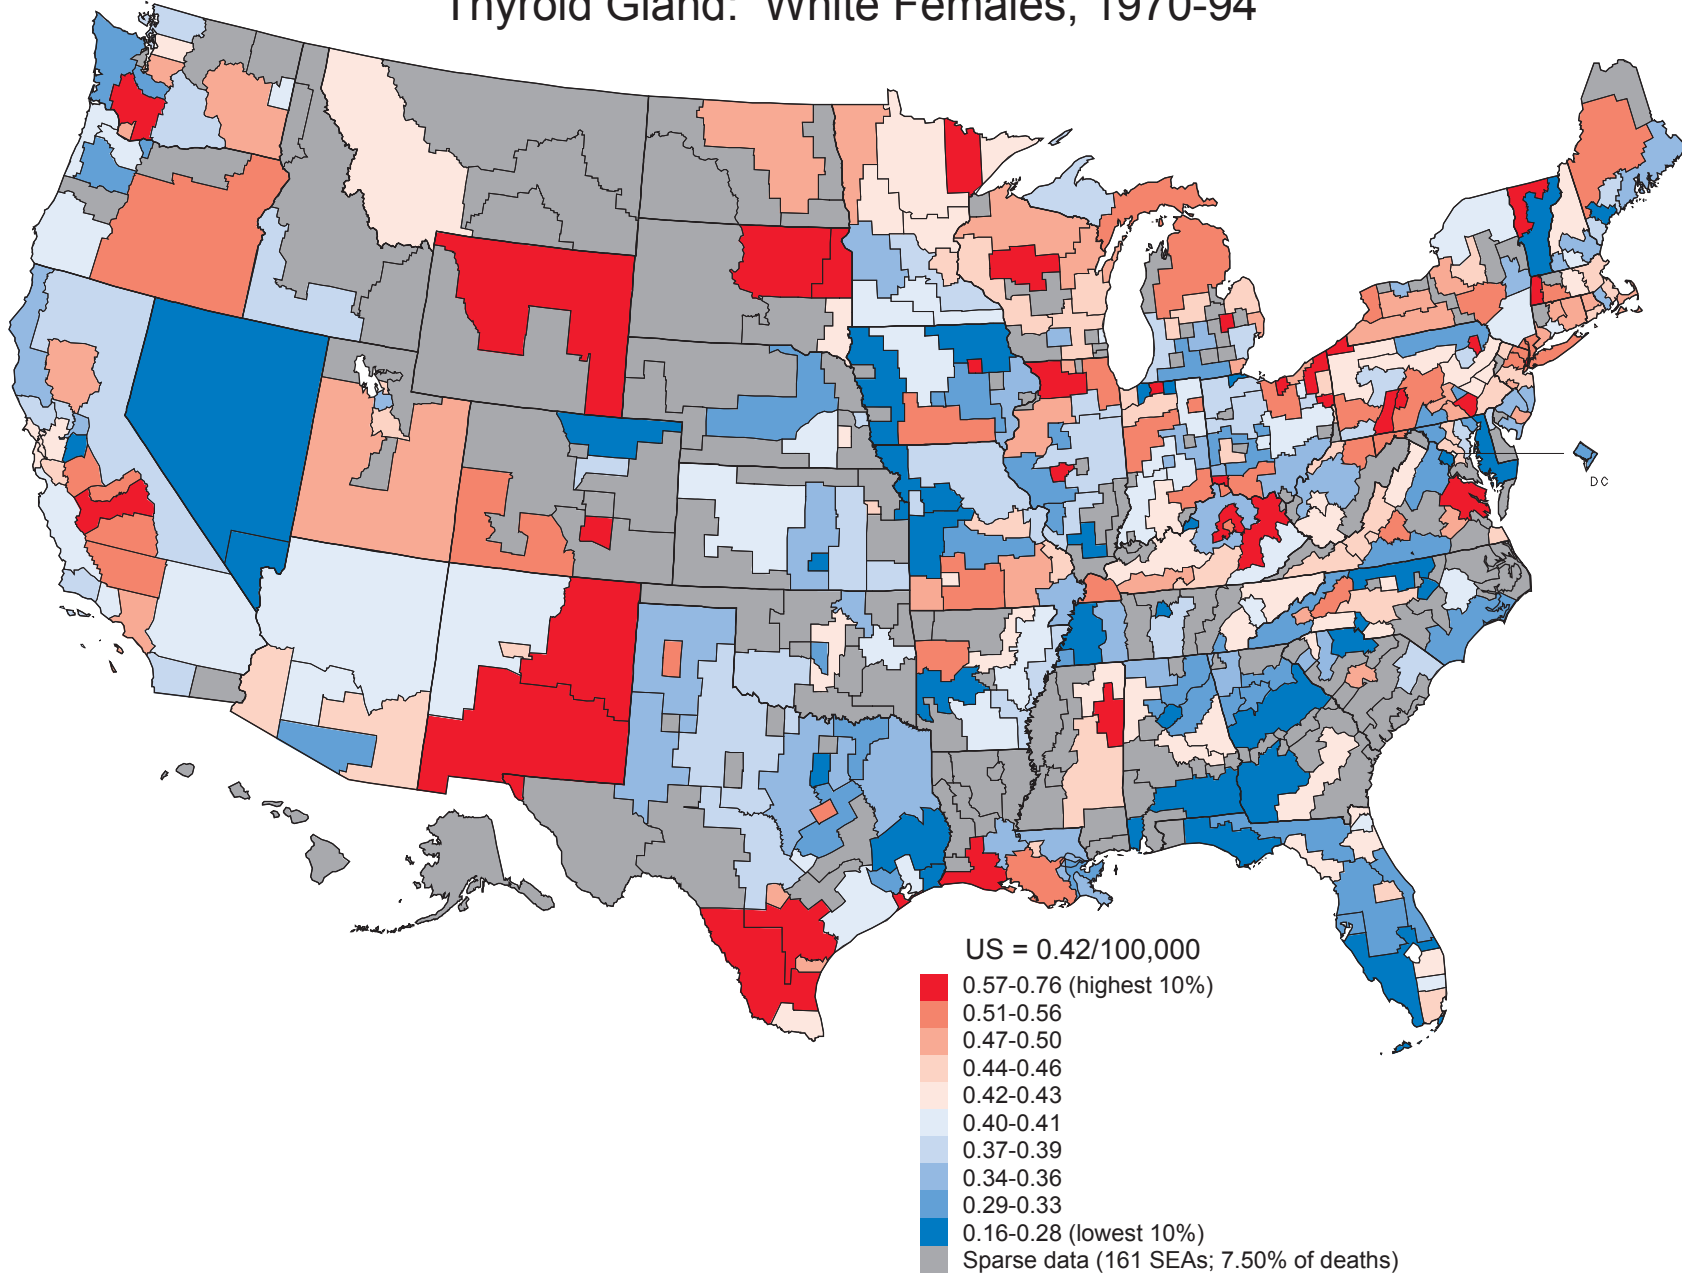 Thyroid Gland: White Females, 1970-94
DC
US = 0.42/100,000
0.57-0.76 (highest 10%)
0.51-0.56
0.47-0.50
0.44-0.46
0.42-0.43
0.40-0.41
0.37-0.39
0.34-0.36
0.29-0.33
0.16-0.28 (lowest 10%)
Sparse data (161 SEAs; 7.50% of deaths)